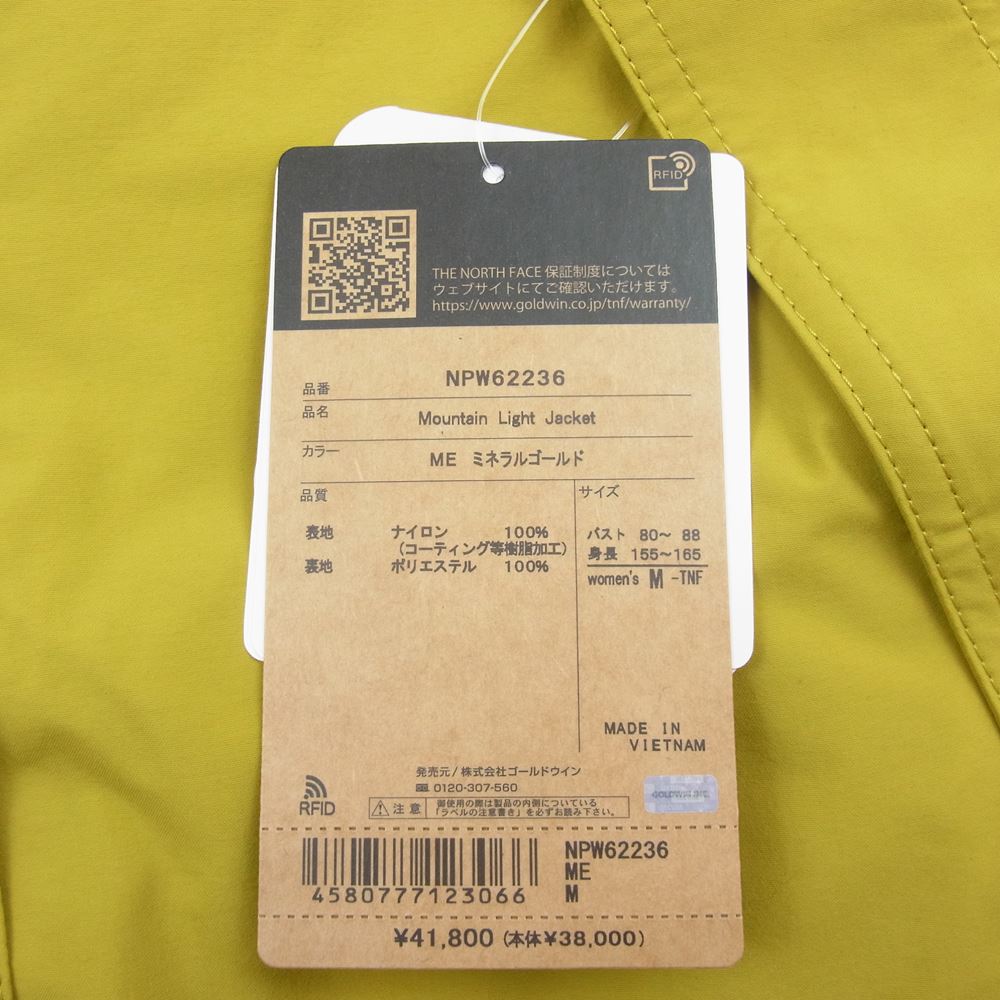 RFID
THE NORTH FACE 保証制度については
ウェブサイトにてご確認いただけます。
https://www.goldwin.co.jp/tnf/warranty/
品番 NPW62236
品名 Mountain Light Jacket
カラー ME ミネラルゴールド
品質
表地 ナイロン 100%
(コーティング等樹脂加工)
裏地 ポリエステル 100%
サイズ
バスト 80〜 88
身長 155〜165
women's M -TNF
MADE IN
VIETNAM
発売元/株式会社ゴールドウイン
0120-307-560
RFID
注意 御使用の際は製品の内側についている
「ラベルの注意書き」を必ずお読み下さい。
GOLDWIN INC.
4580777123066
NPW62236
ME
M
¥41,800 (本体¥38,000)